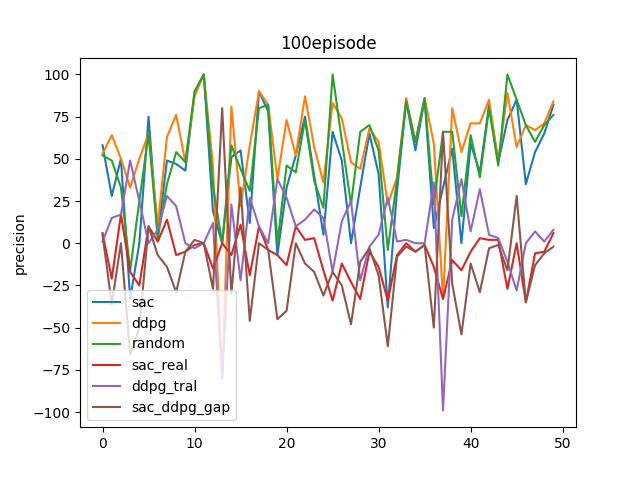 100episode
precision
100
75
50
25
0
−25
−50
−75
−100
sac
ddpg
random
sac_real
ddpg_tral
sac_ddpg_gap
0 10 20 30 40 50